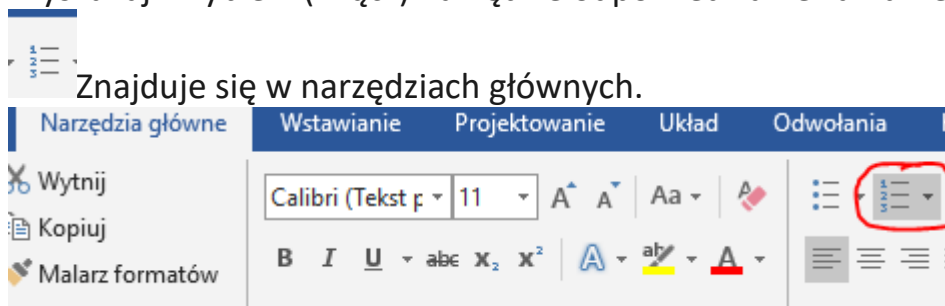 Znajduje się w narzędziach głównych.
Narzędzia główne Wstawianie Projektowanie Układ Odwołania
Wytnij
Calibri (Tekst p 11 A A Aa
Kopiuj
B I U abc x₂ x² A aby A
Malarz formatów